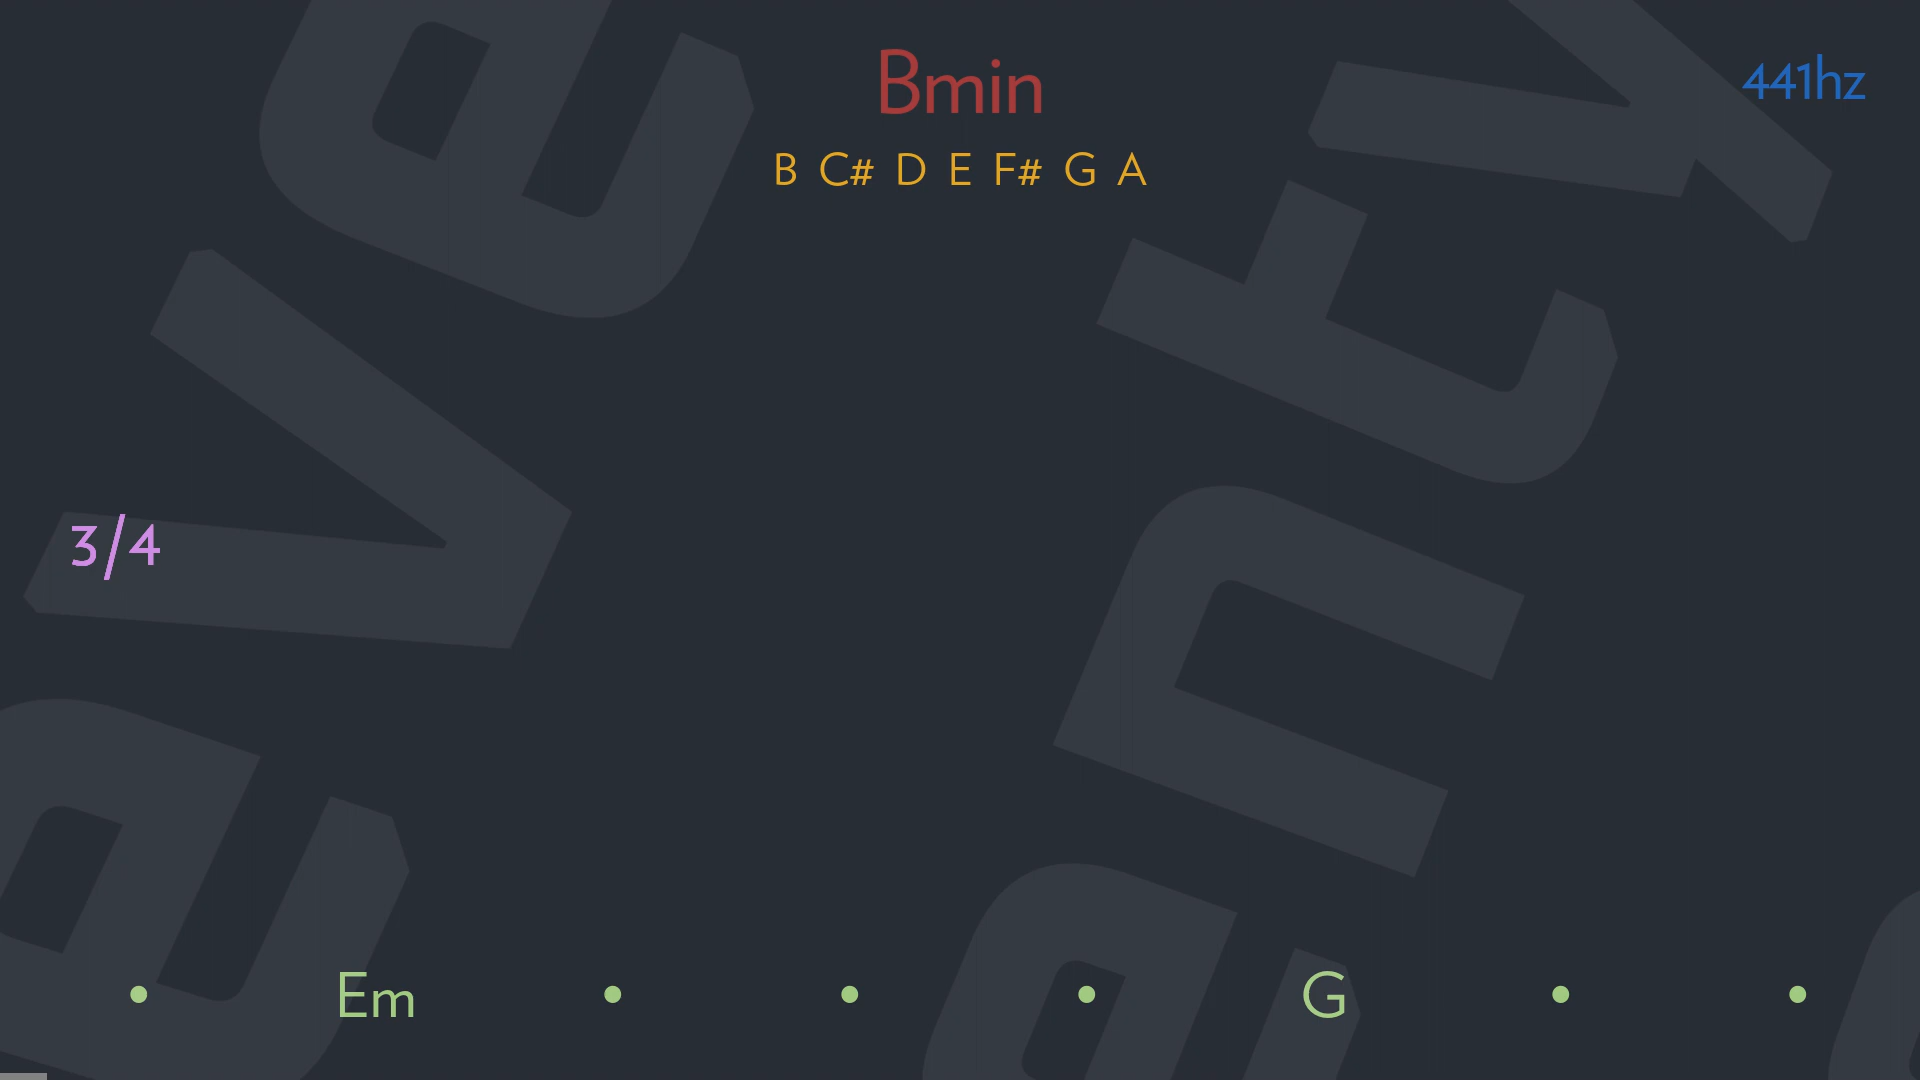 Bmin
441hz
B C# D E F# G A
3/4
• Em • • • G • •